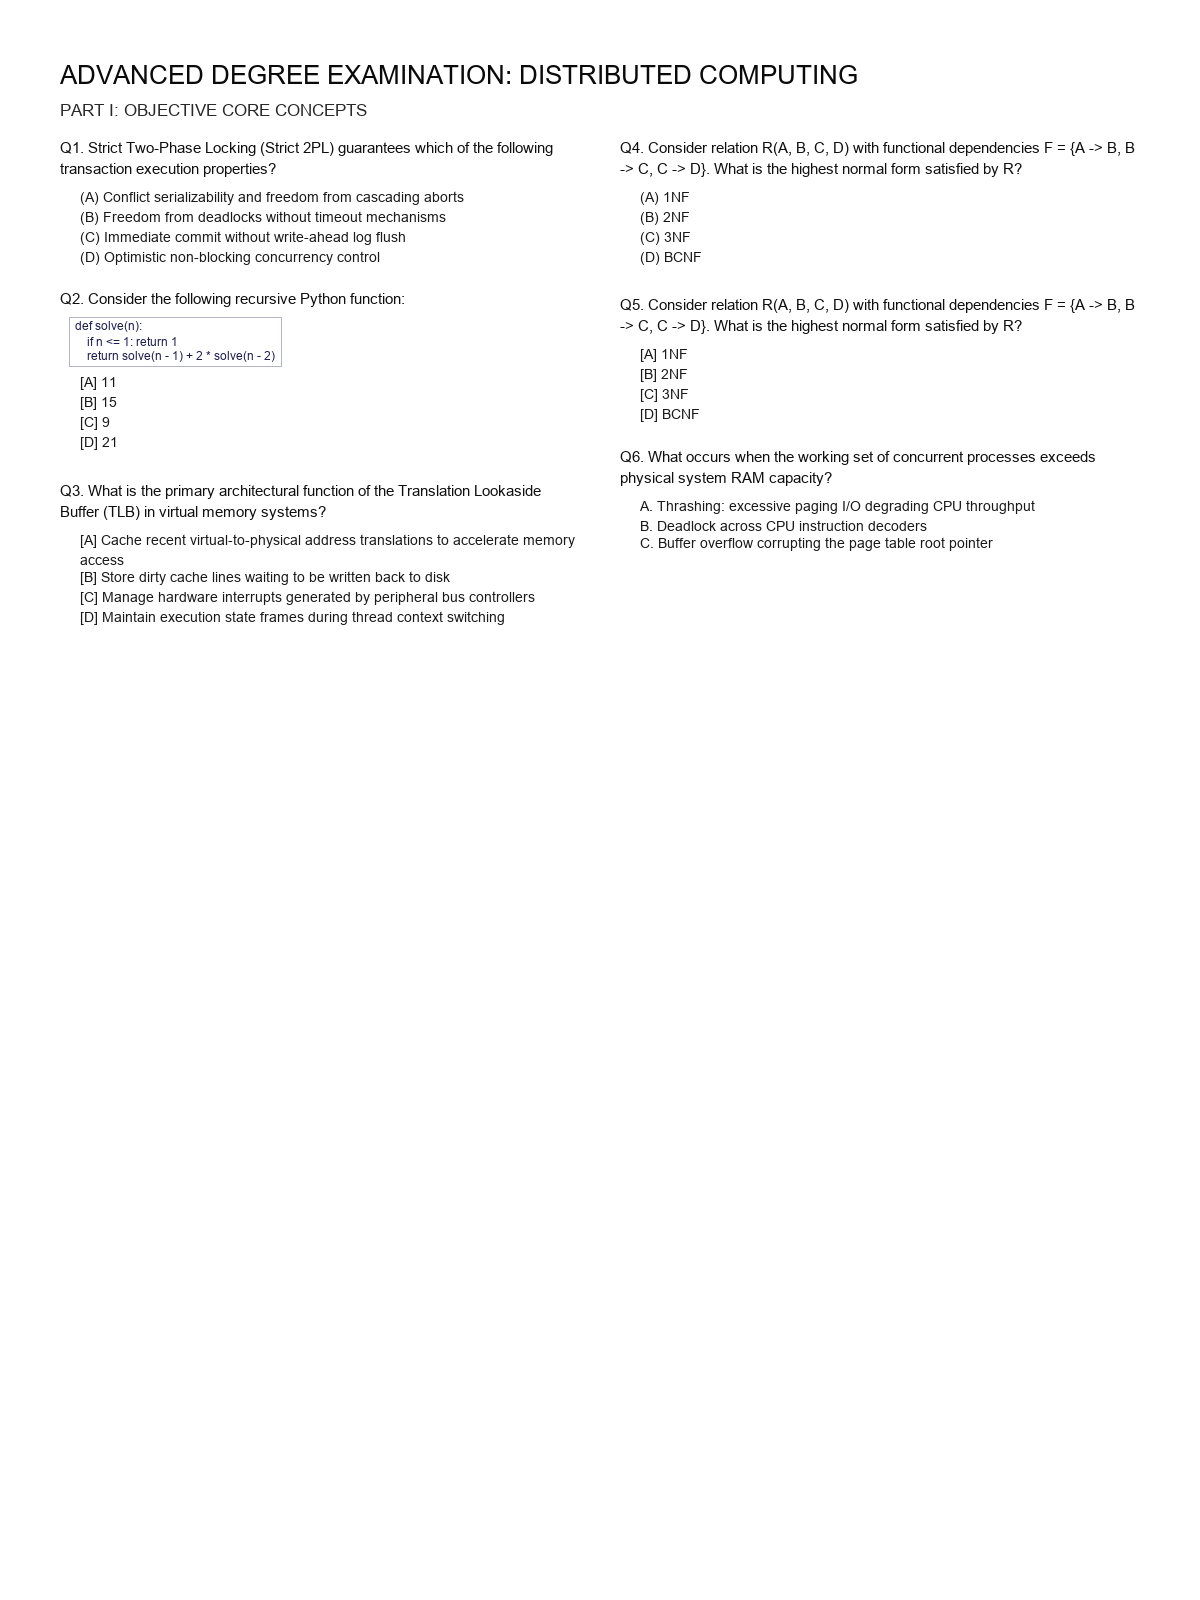 ADVANCED DEGREE EXAMINATION: DISTRIBUTED COMPUTING
PART I: OBJECTIVE CORE CONCEPTS
Q1. Strict Two-Phase Locking (Strict 2PL) guarantees which of the following
transaction execution properties?
(A) Conflict serializability and freedom from cascading aborts
(B) Freedom from deadlocks without timeout mechanisms
(C) Immediate commit without write-ahead log flush
(D) Optimistic non-blocking concurrency control
Q2. Consider the following recursive Python function:
def solve(n):
    if n <= 1: return 1
    return solve(n - 1) + 2 * solve(n - 2)
[A] 11
[B] 15
[C] 9
[D] 21
Q3. What is the primary architectural function of the Translation Lookaside
Buffer (TLB) in virtual memory systems?
[A] Cache recent virtual-to-physical address translations to accelerate memory
access
[B] Store dirty cache lines waiting to be written back to disk
[C] Manage hardware interrupts generated by peripheral bus controllers
[D] Maintain execution state frames during thread context switching
Q4. Consider relation R(A, B, C, D) with functional dependencies F = {A -> B, B
-> C, C -> D}. What is the highest normal form satisfied by R?
(A) 1NF
(B) 2NF
(C) 3NF
(D) BCNF
Q5. Consider relation R(A, B, C, D) with functional dependencies F = {A -> B, B
-> C, C -> D}. What is the highest normal form satisfied by R?
[A] 1NF
[B] 2NF
[C] 3NF
[D] BCNF
Q6. What occurs when the working set of concurrent processes exceeds
physical system RAM capacity?
A. Thrashing: excessive paging I/O degrading CPU throughput
B. Deadlock across CPU instruction decoders
C. Buffer overflow corrupting the page table root pointer